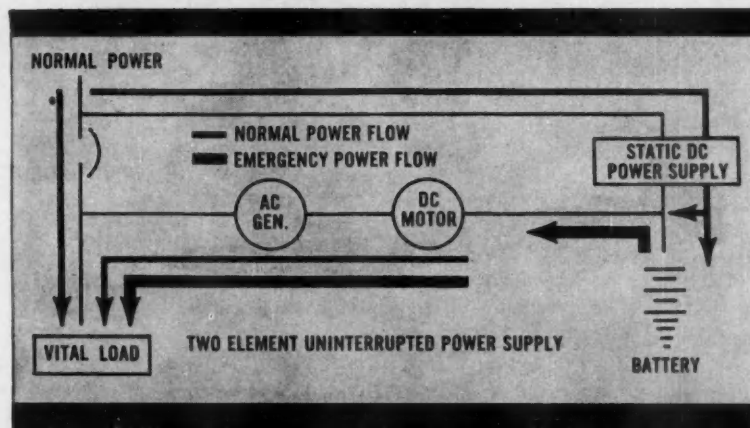 NORMAL POWER
NORMAL POWER FLOW
EMERGENCY POWER FLOW
STATIC DC
POWER SUPPLY
AC
GEN.
DC
MOTOR
VITAL LOAD
TWO ELEMENT UNINTERRUPTED POWER SUPPLY
BATTERY